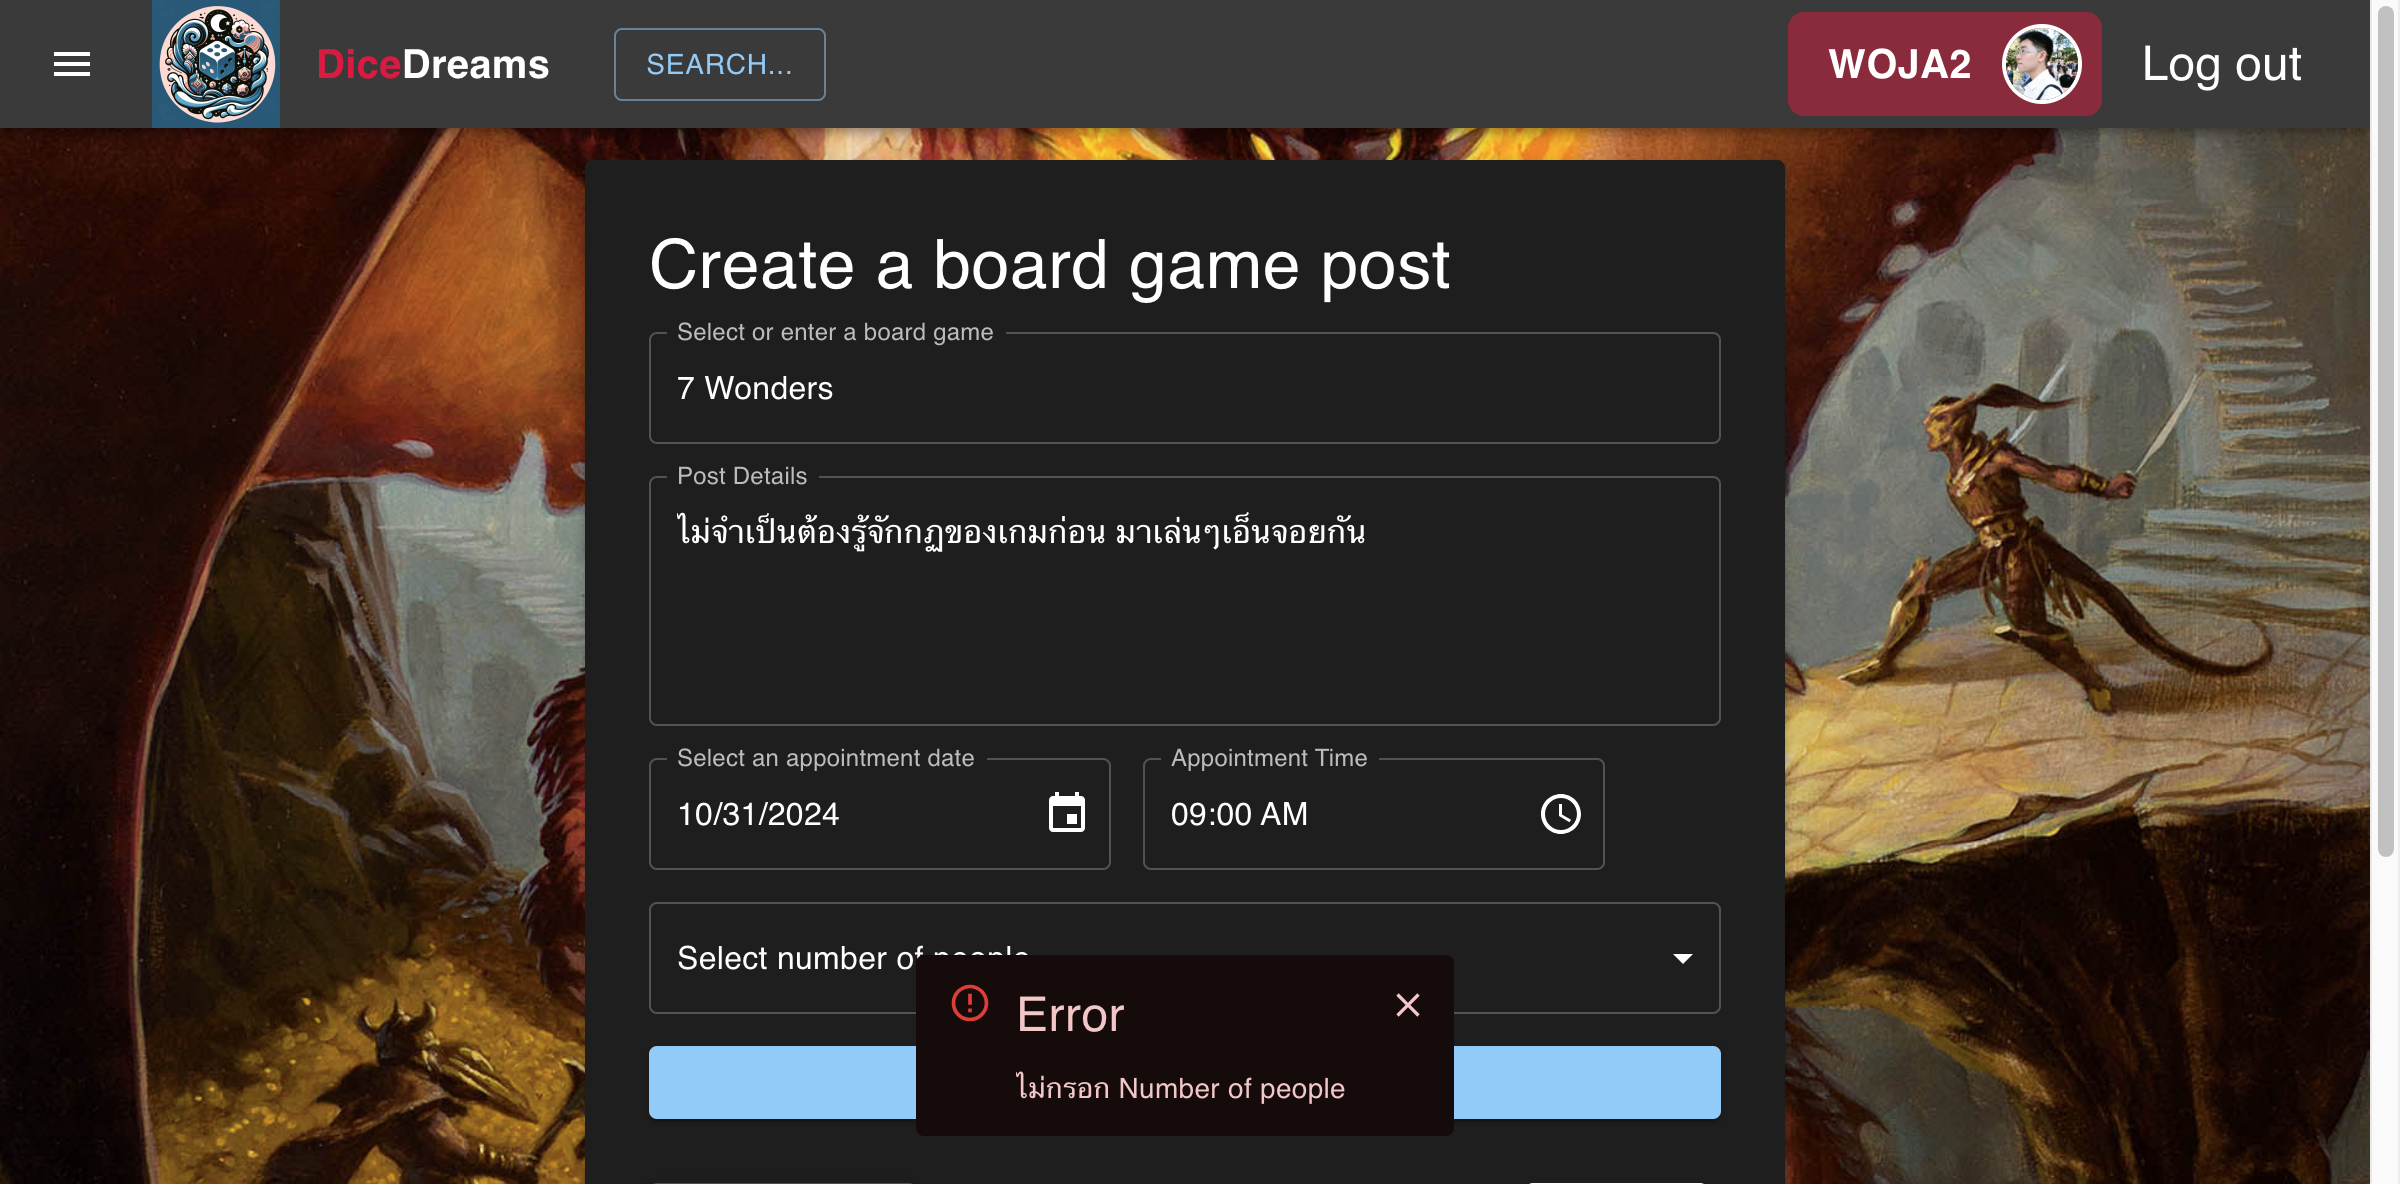 DiceDreams
SEARCH...
WOJA2
Log out
Create a board game post
Select or enter a board game
7 Wonders
Post Details
ไม่จำเป็นต้องรู้จักกฏของเกมก่อน มาเล่นๆเอ็นจอยกัน
Select an appointment date
10/31/2024
Appointment Time
09:00 AM
Select number of people
Error
ไม่กรอก Number of people